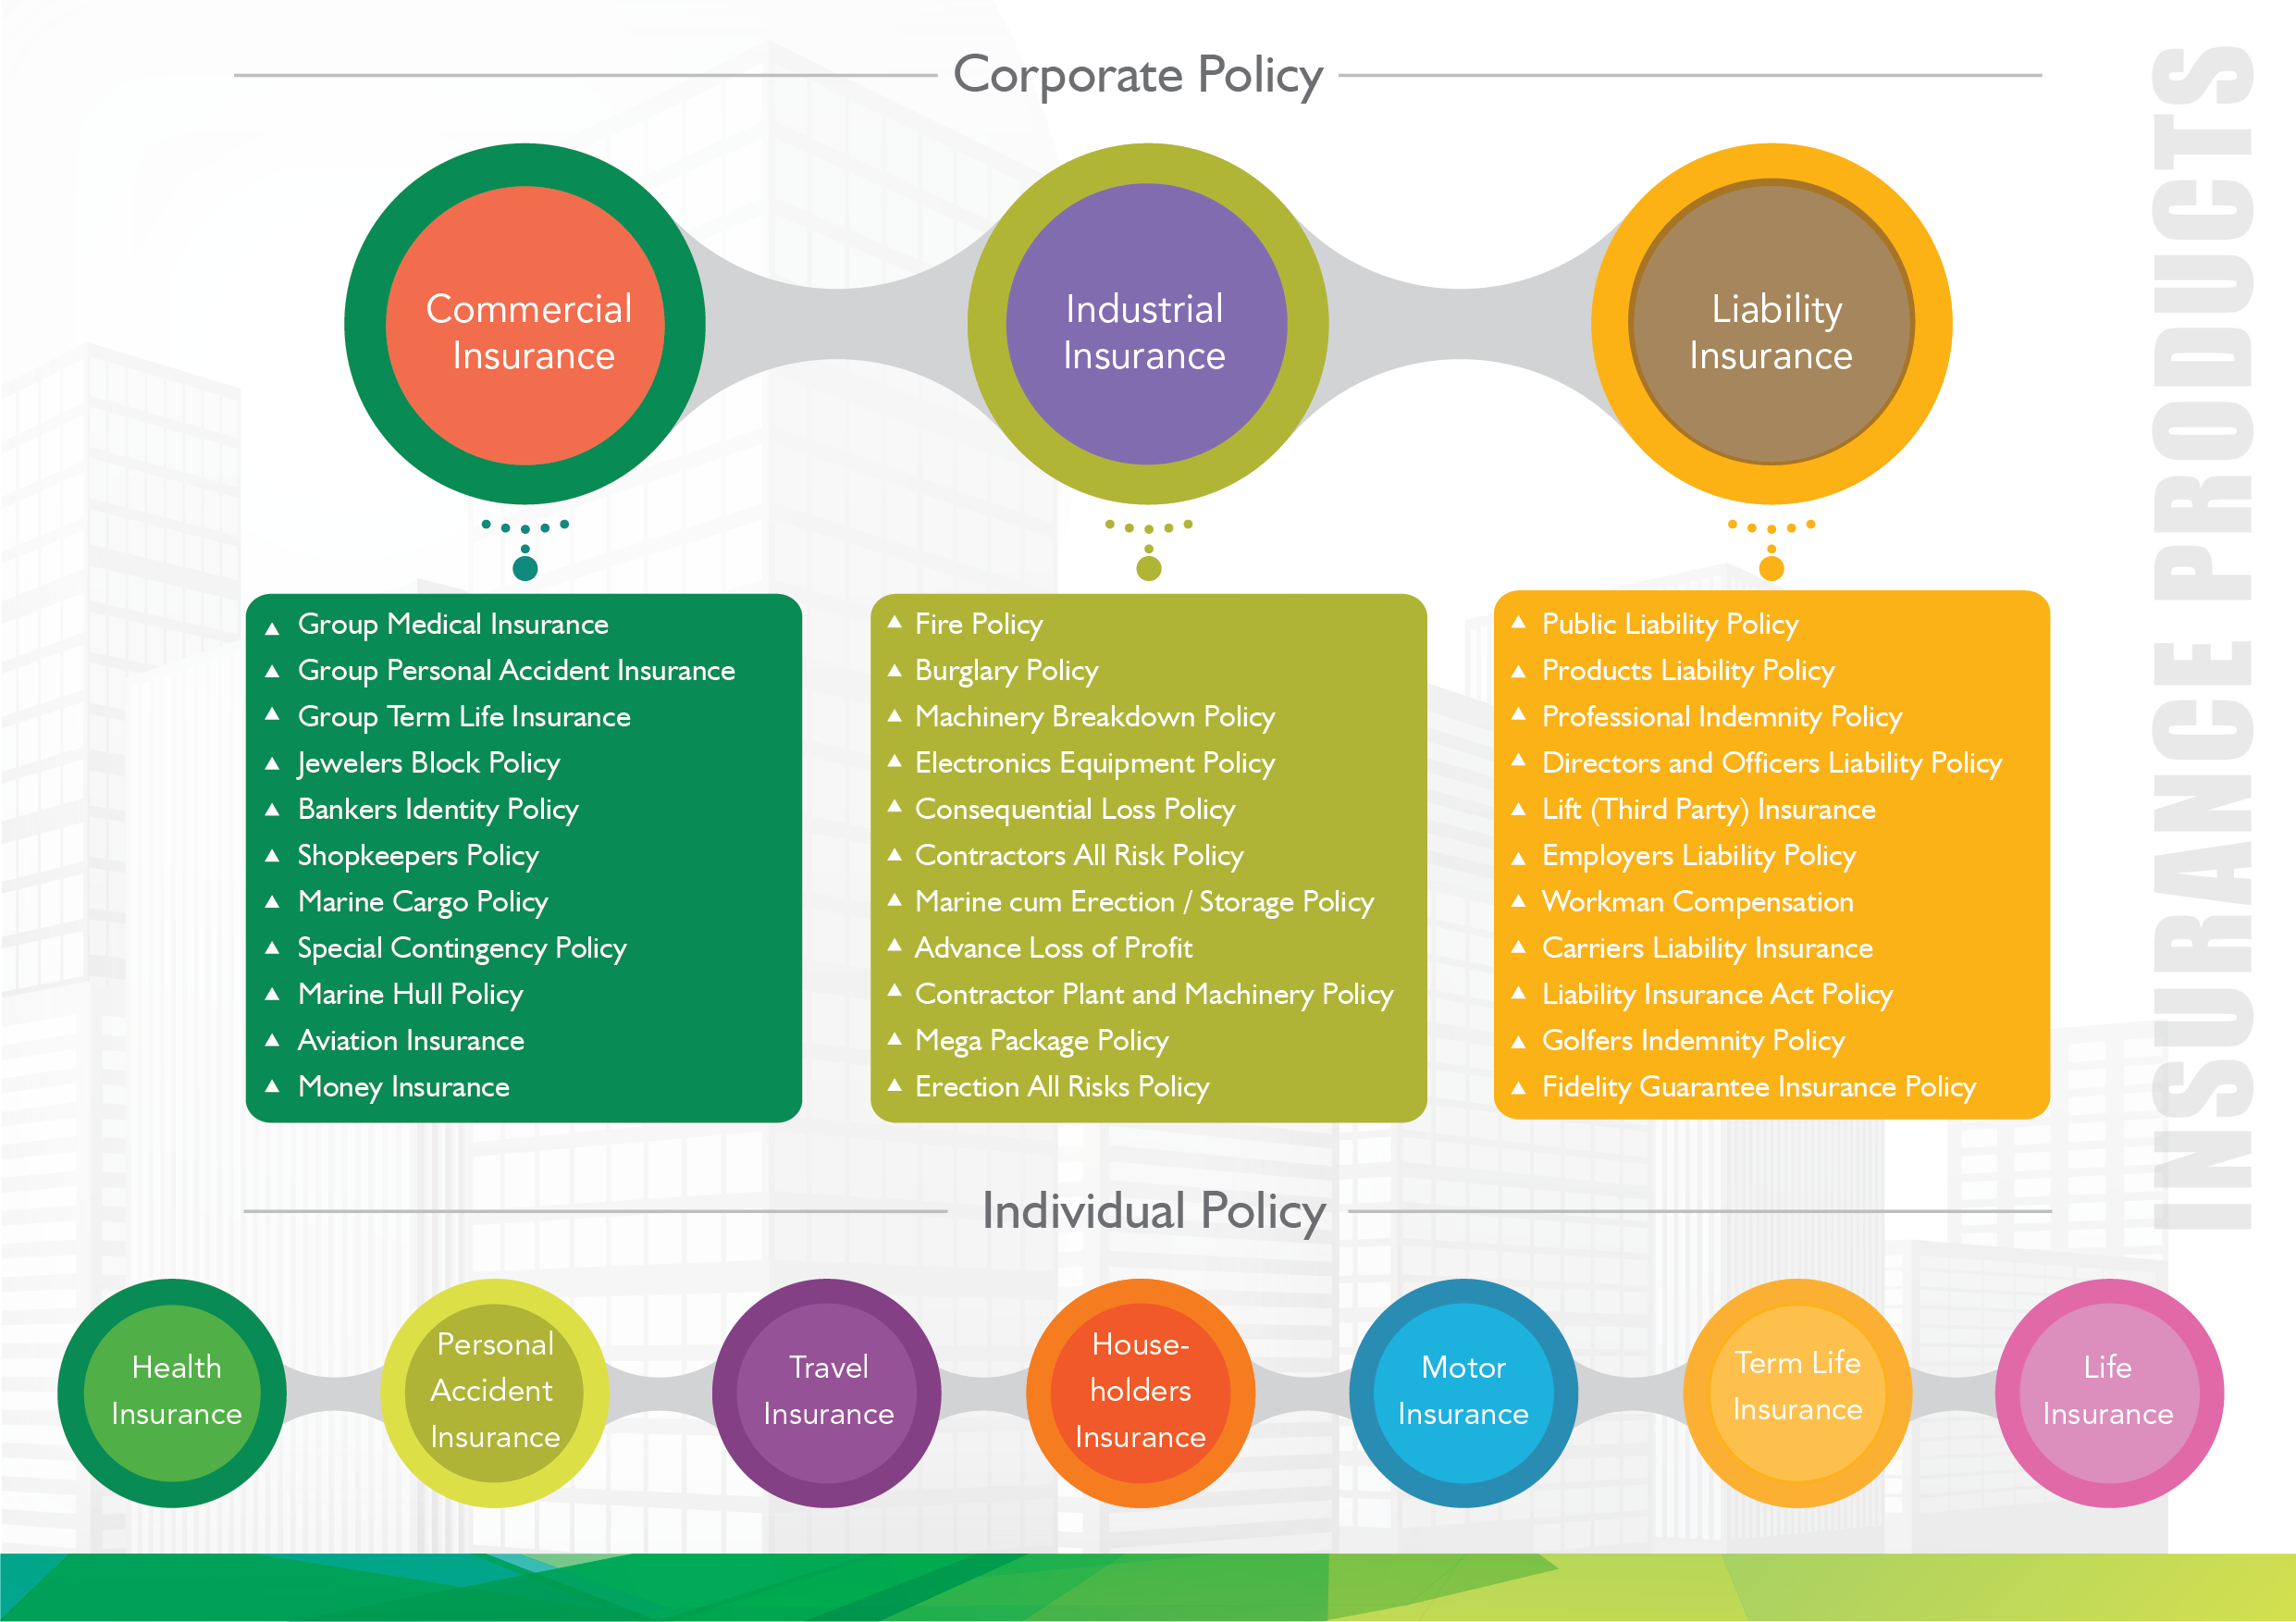 Corporate Policy
Commercial
Insurance
Industrial
Insurance
Liability
Insurance
Group Medical Insurance
Group Personal Accident Insurance
Group Term Life Insurance
Jewelers Block Policy
Bankers Identity Policy
Shopkeepers Policy
Marine Cargo Policy
Special Contingency Policy
Marine Hull Policy
Aviation Insurance
Money Insurance
Fire Policy
Burglary Policy
Machinery Breakdown Policy
Electronics Equipment Policy
Consequential Loss Policy
Contractors All Risk Policy
Marine cum Erection / Storage Policy
Advance Loss of Profit
Contractor Plant and Machinery Policy
Mega Package Policy
Erection All Risks Policy
Public Liability Policy
Products Liability Policy
Professional Indemnity Policy
Directors and Officers Liability Policy
Lift (Third Party) Insurance
Employers Liability Policy
Workman Compensation
Carriers Liability Insurance
Liability Insurance Act Policy
Golfers Indemnity Policy
Fidelity Guarantee Insurance Policy
INSURANCE PRODUCTS
Individual Policy
Health
Insurance
Personal
Accident
Insurance
Travel
Insurance
House-
holders
Insurance
Motor
Insurance
Term Life
Insurance
Life
Insurance